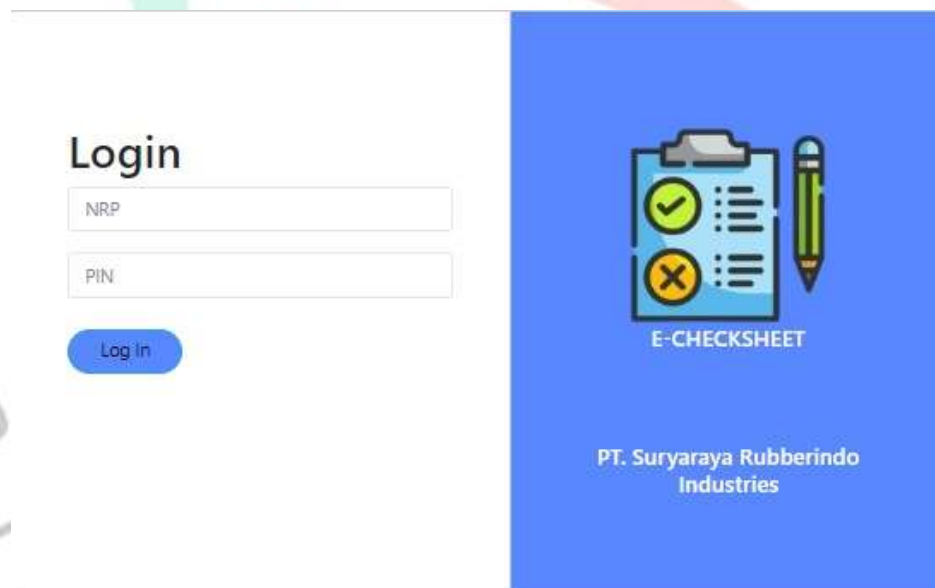 Login
NRP
PIN
Log In
E-CHECKSHEET
PT. Suryaraya Rubberindo
Industries